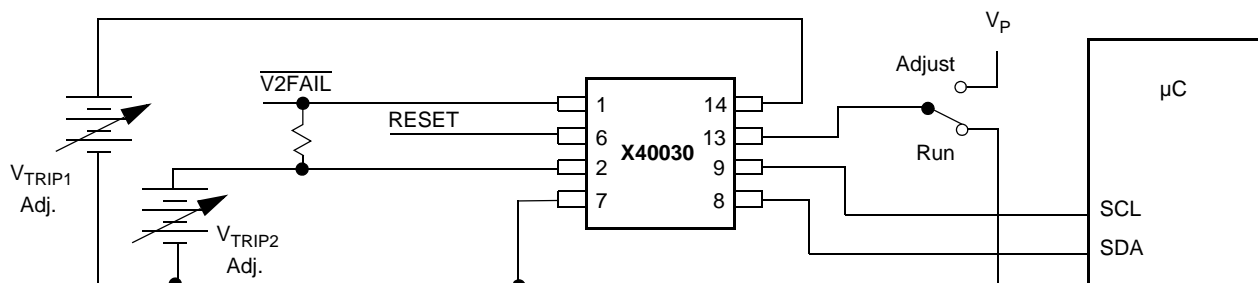 V_P
Adjust
µC
V2FAIL
1
14
RESET
6
13
X40030
Run
2
9
V_TRIP1
Adj.
7
8
SCL
V_TRIP2
Adj.
SDA